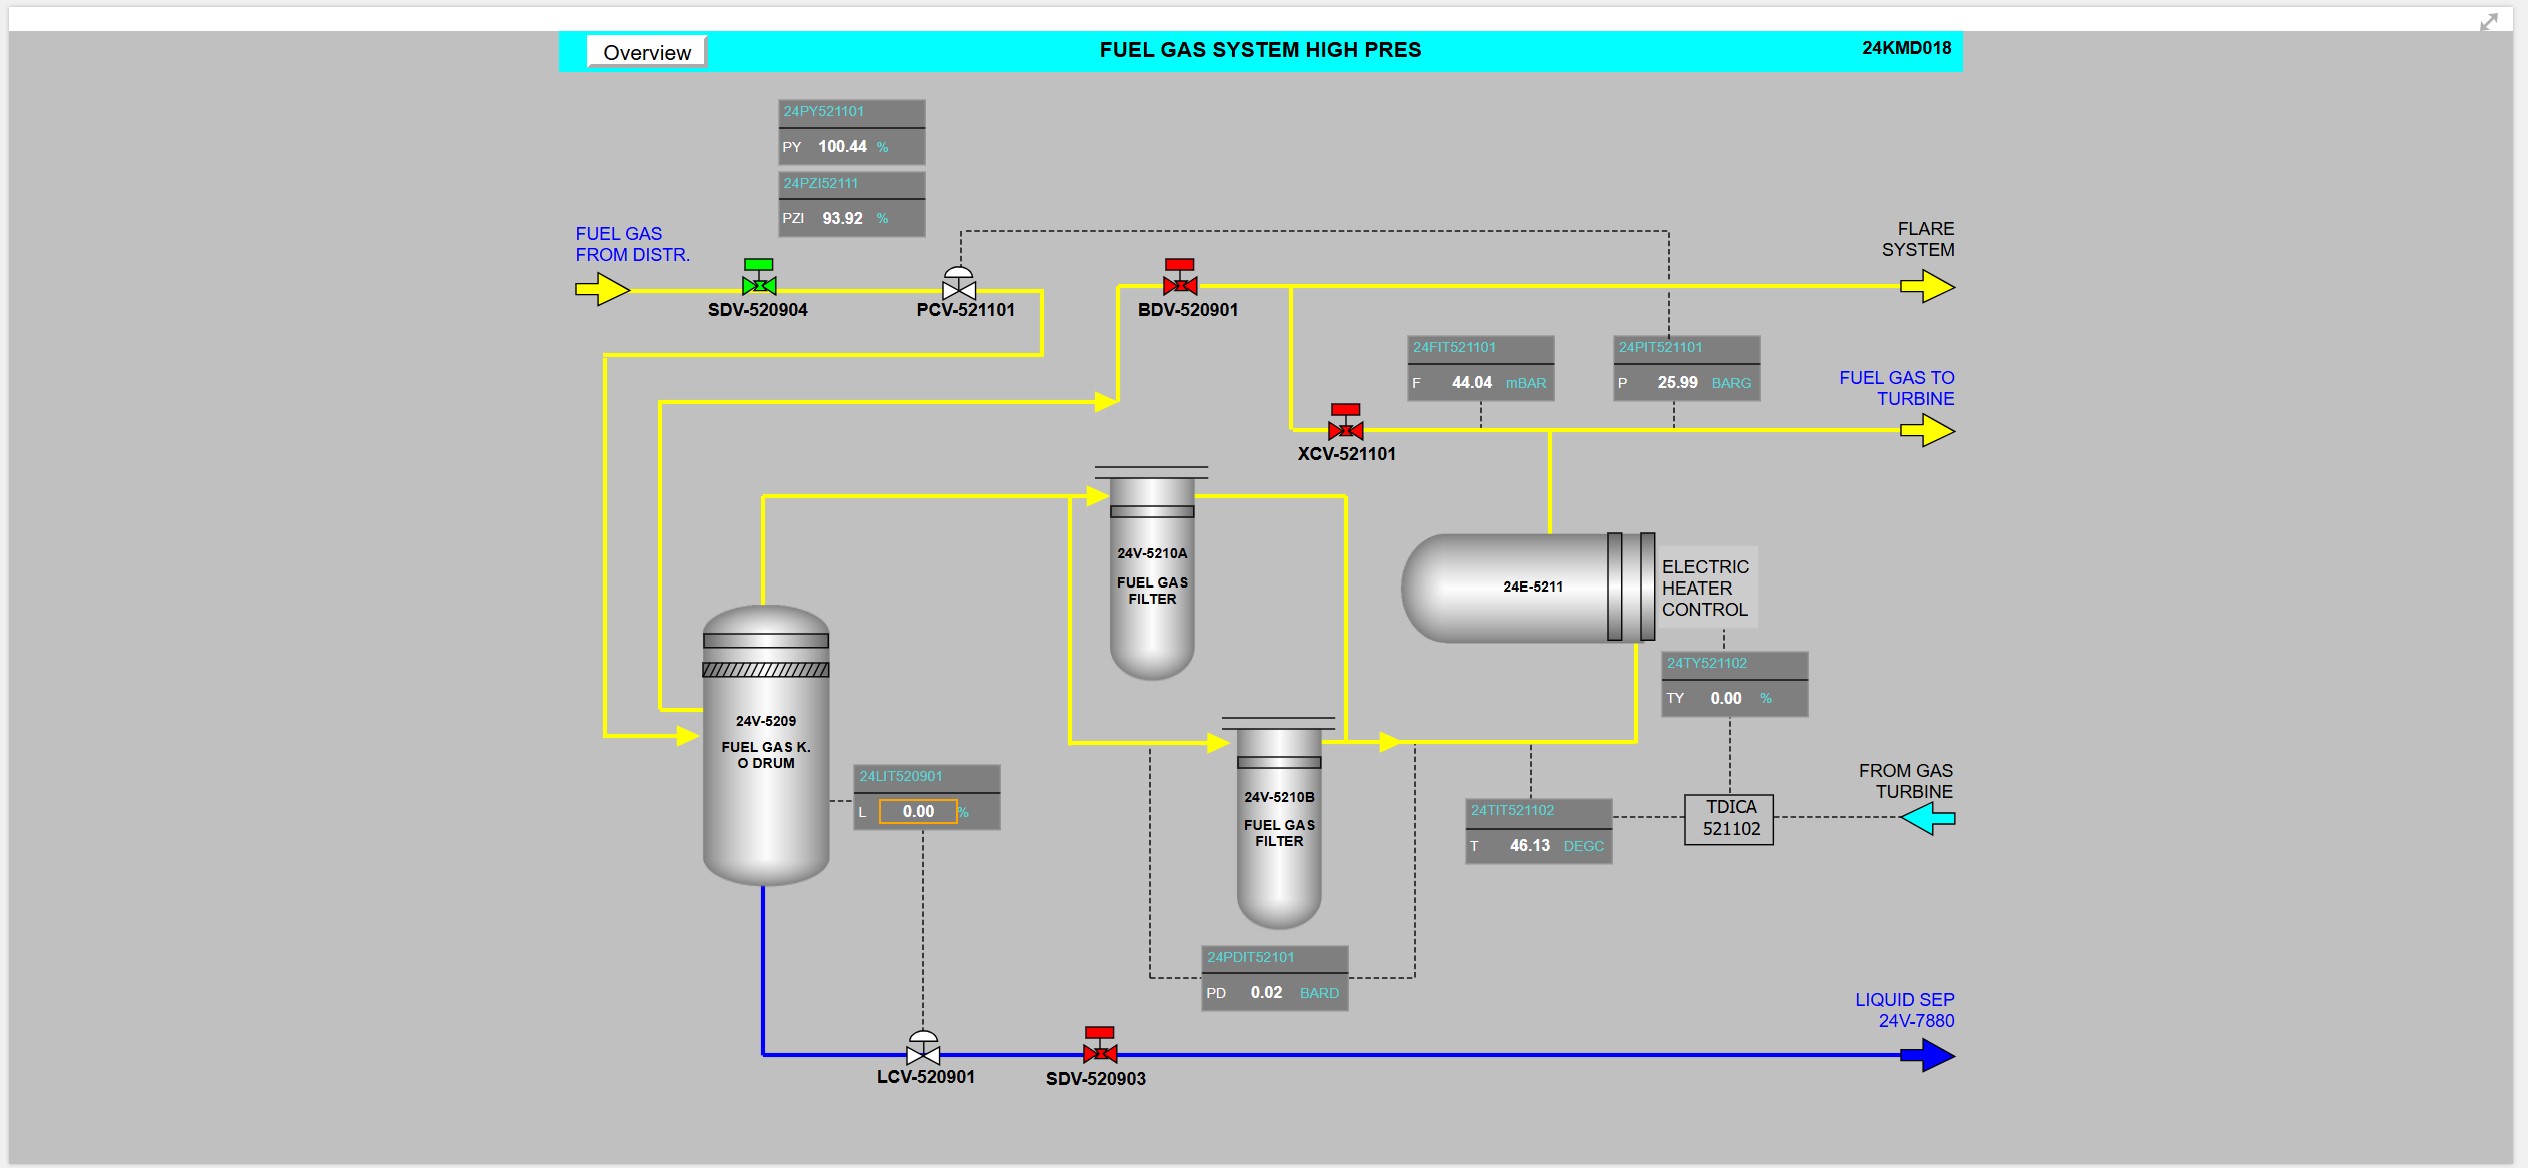 Overview
FUEL GAS SYSTEM HIGH PRES
24KMD018
24PY521101
PY 100.44 %
24PZI52111
PZI 93.92 %
FUEL GAS
FROM DISTR.
SDV-520904
PCV-521101
BDV-520901
FLARE
SYSTEM
24FIT521101
F 44.04 mBAR
24PIT521101
P 25.99 BARG
FUEL GAS TO
TURBINE
XCV-521101
24V-5210A
FUEL GAS
FILTER
24E-5211
ELECTRIC
HEATER
CONTROL
24TY521102
TY 0.00 %
24V-5209
FUEL GAS K.
O DRUM
24LIT520901
L 0.00 %
24V-5210B
FUEL GAS
FILTER
24TIT521102
T 46.13 DEGC
TDICA
521102
FROM GAS
TURBINE
24PDIT52101
PD 0.02 BARD
LIQUID SEP
24V-7880
LCV-520901
SDV-520903